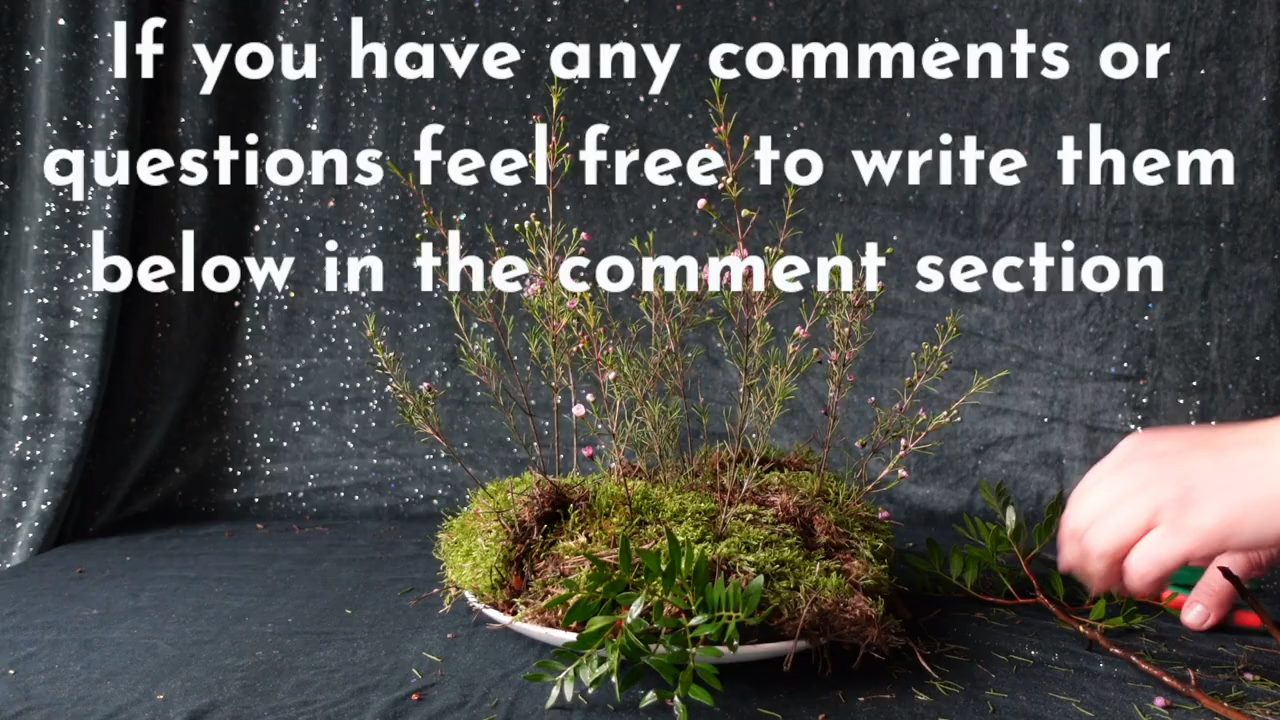 If you have any comments or
questions feel free to write them
below in the comment section